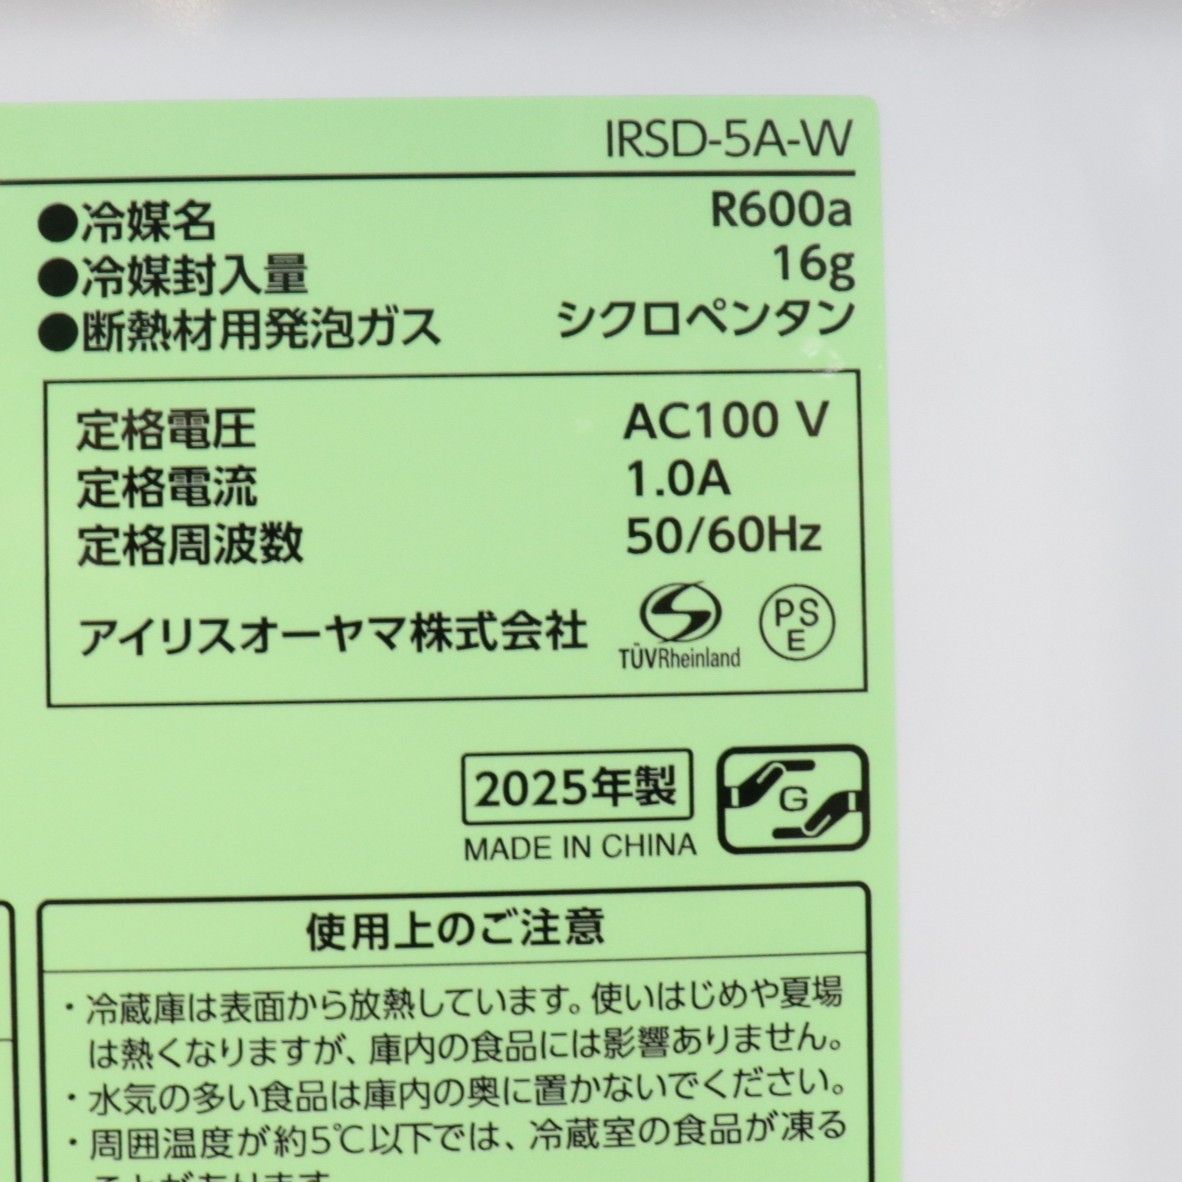 IRSD-5A-W
●冷媒名 R600a
●冷媒封入量 16g
●断熱材用発泡ガス シクロペンタン
定格電圧 AC100 V
定格電流 1.0A
定格周波数 50/60Hz
アイリスオーヤマ株式会社 TÜVRheinland PSE
2025年製 G
MADE IN CHINA
使用上のご注意
・冷蔵庫は表面から放熱しています。使いはじめや夏場
は熱くなりますが、庫内の食品には影響ありません。
・水気の多い食品は庫内の奥に置かないでください。
・周囲温度が約5℃以下では、冷蔵室の食品が凍る